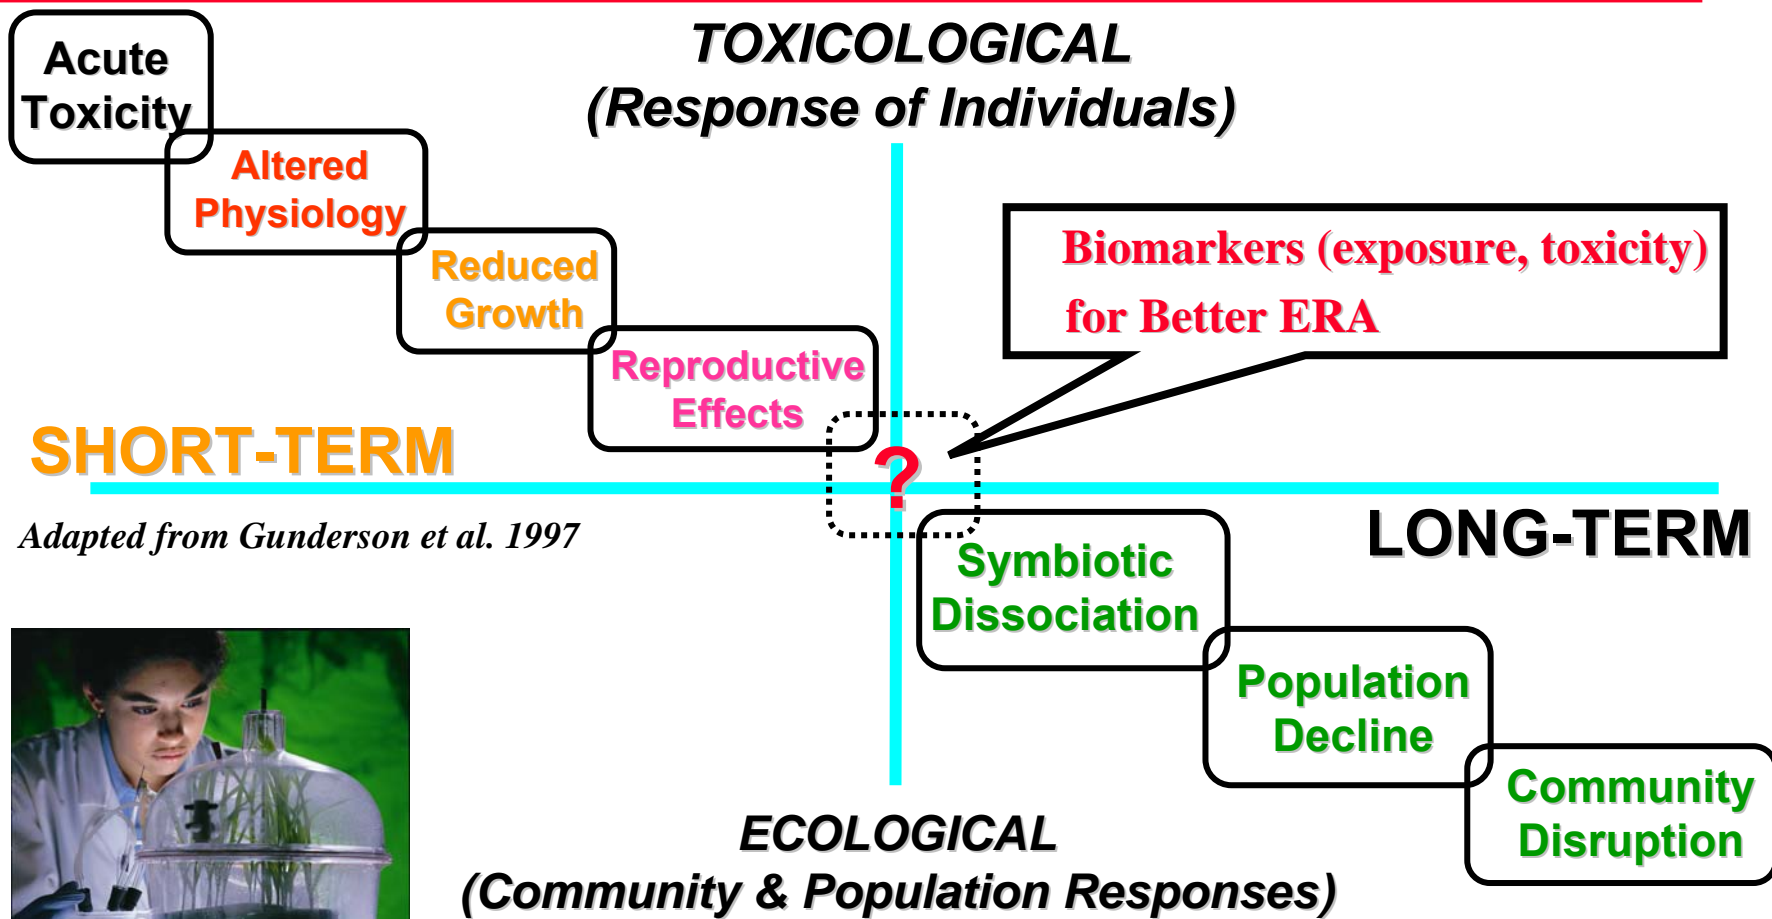 Acute
Toxicity
TOXICOLOGICAL
(Response of Individuals)
Altered
Physiology
Reduced
Growth
Biomarkers (exposure, toxicity)
for Better ERA
Reproductive
Effects
SHORT-TERM
?
Adapted from Gunderson et al. 1997
LONG-TERM
Symbiotic
Dissociation
Population
Decline
Community
Disruption
ECOLOGICAL
(Community & Population Responses)